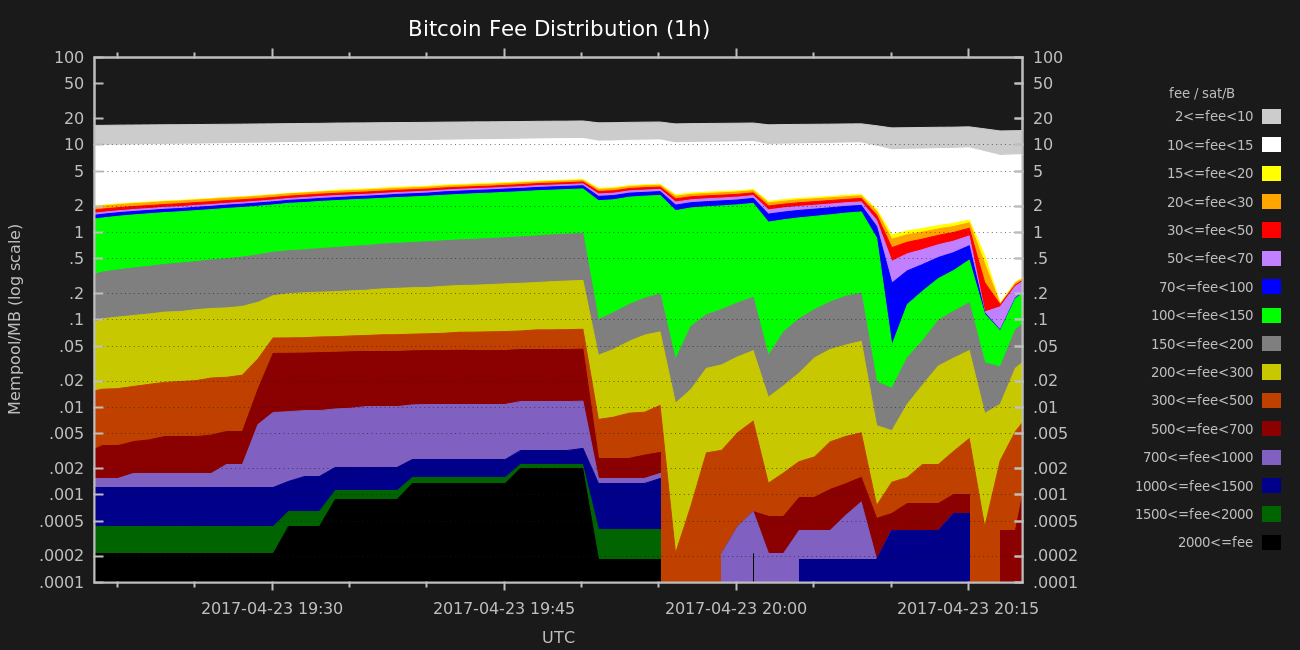 Bitcoin Fee Distribution (1h)
Mempool/MB (log scale)
100
50
20
10
5
2
1
.5
.2
.1
.05
.02
.01
.005
.002
.001
.0005
.0002
.0001
100
50
20
10
5
2
1
.5
.2
.1
.05
.02
.01
.005
.002
.001
.0005
.0002
.0001
2017-04-23 19:30 2017-04-23 19:45 2017-04-23 20:00 2017-04-23 20:15
UTC
fee / sat/B
2<=fee<10
10<=fee<15
15<=fee<20
20<=fee<30
30<=fee<50
50<=fee<70
70<=fee<100
100<=fee<150
150<=fee<200
200<=fee<300
300<=fee<500
500<=fee<700
700<=fee<1000
1000<=fee<1500
1500<=fee<2000
2000<=fee